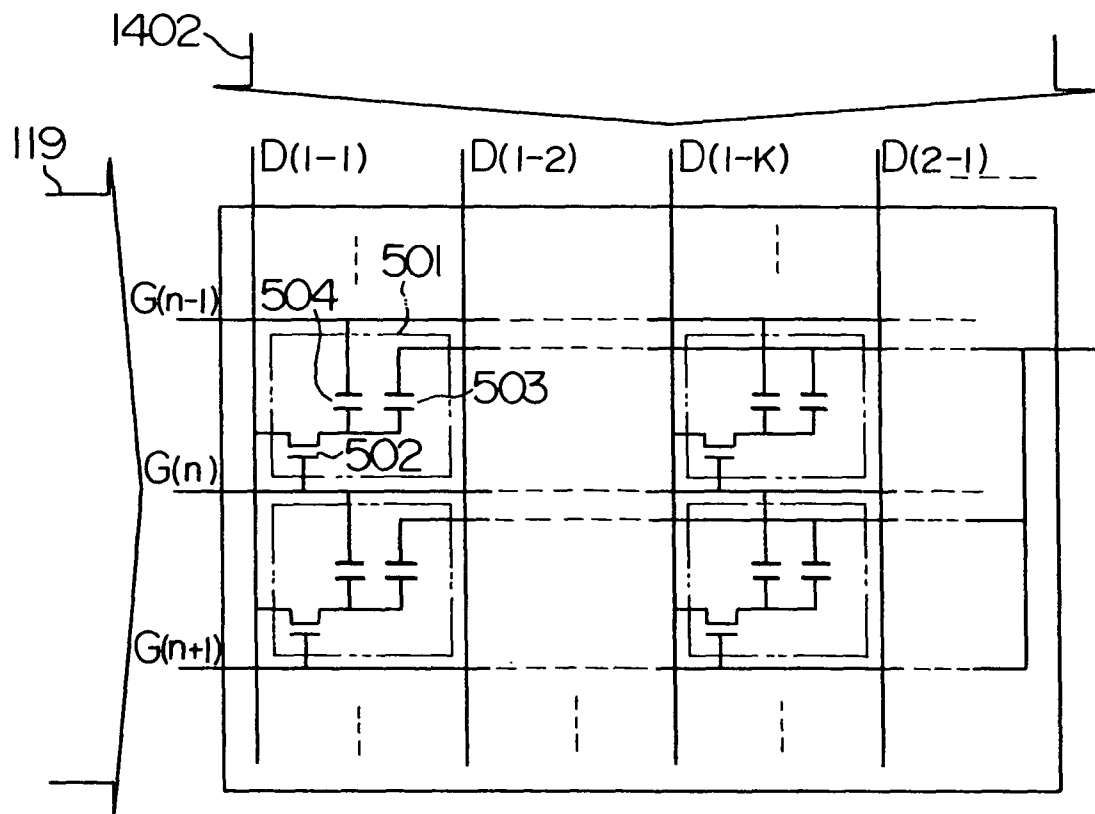 1402
119
D(1-1)
D(1-2)
D(1-K)
D(2-1)
501
G(n-1)
504
503
502
G(n)
G(n+1)